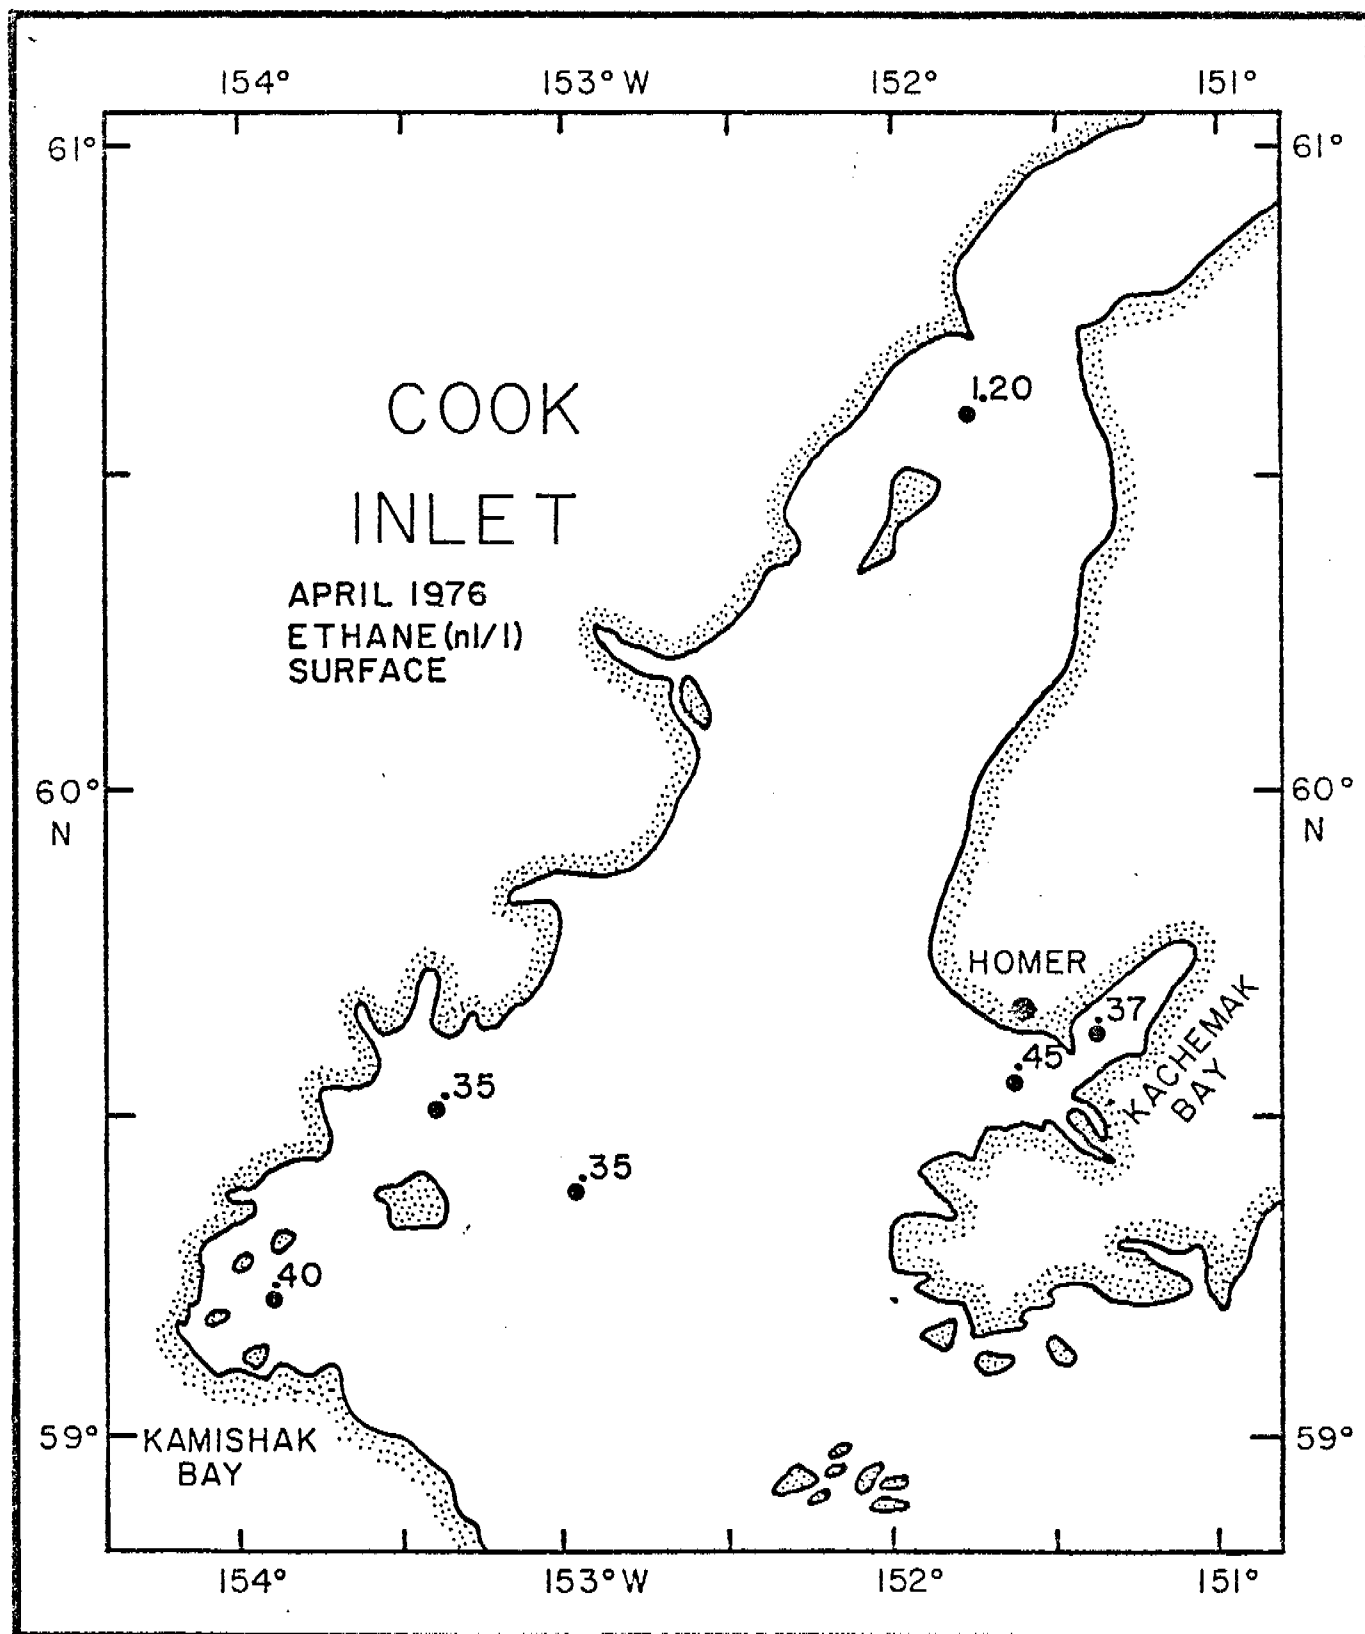 154° 153° W 152° 151°
61° 61°
1.20
COOK
INLET
APRIL 1976
ETHANE (nl/l)
SURFACE
60° 60°
N N
HOMER
.37
.45
KACHEMAK
BAY
.35
.35
.40
59° 59°
KAMISHAK
BAY
154° 153° W 152° 151°